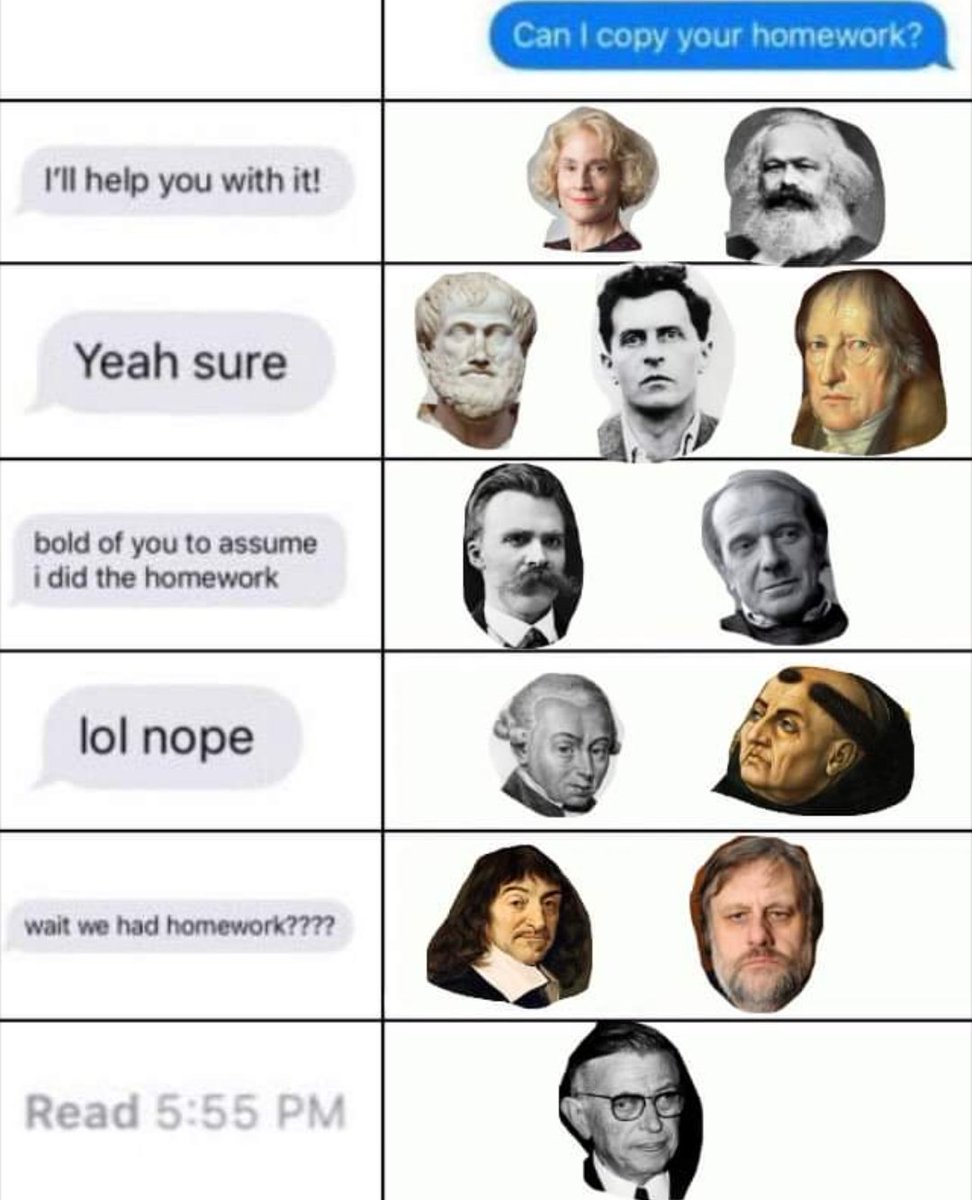 Can I copy your homework?
I'll help you with it!
Yeah sure
bold of you to assume
i did the homework
lol nope
wait we had homework????
Read 5:55 PM